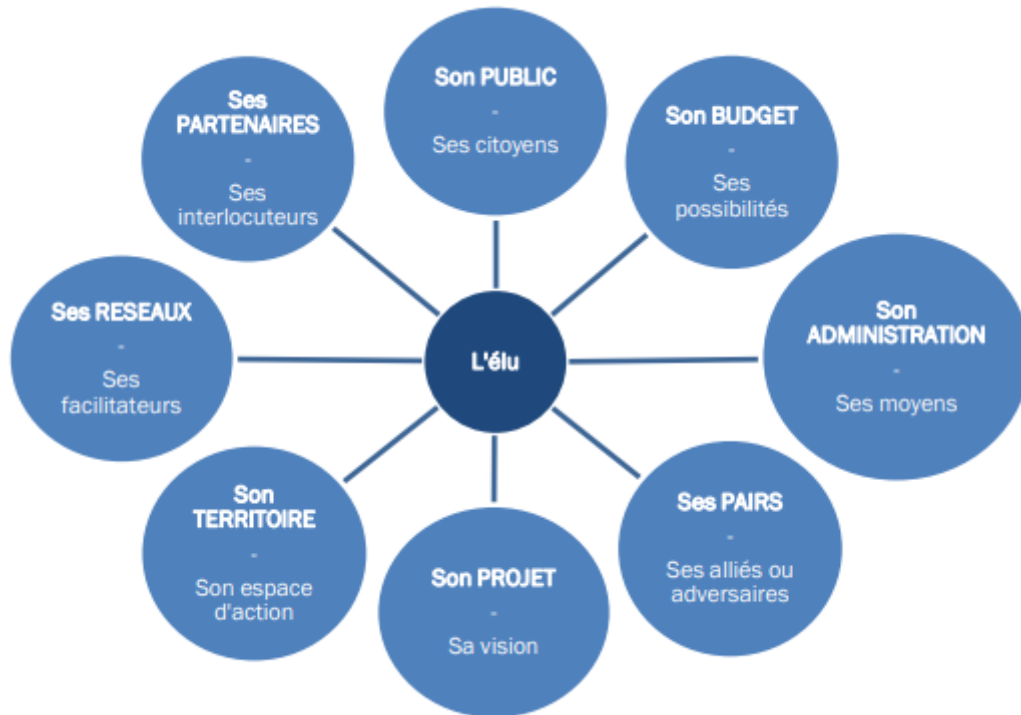 Son PUBLIC
-
Ses citoyens
Son BUDGET
-
Ses
possibilités
Son
ADMINISTRATION
-
Ses moyens
Ses PAIRS
-
Ses alliés ou
adversaires
Son PROJET
-
Sa vision
Son
TERRITOIRE
-
Son espace
d'action
Ses RESEAUX
-
Ses
facilitateurs
Ses
PARTENAIRES
-
Ses
interlocuteurs
L'élu